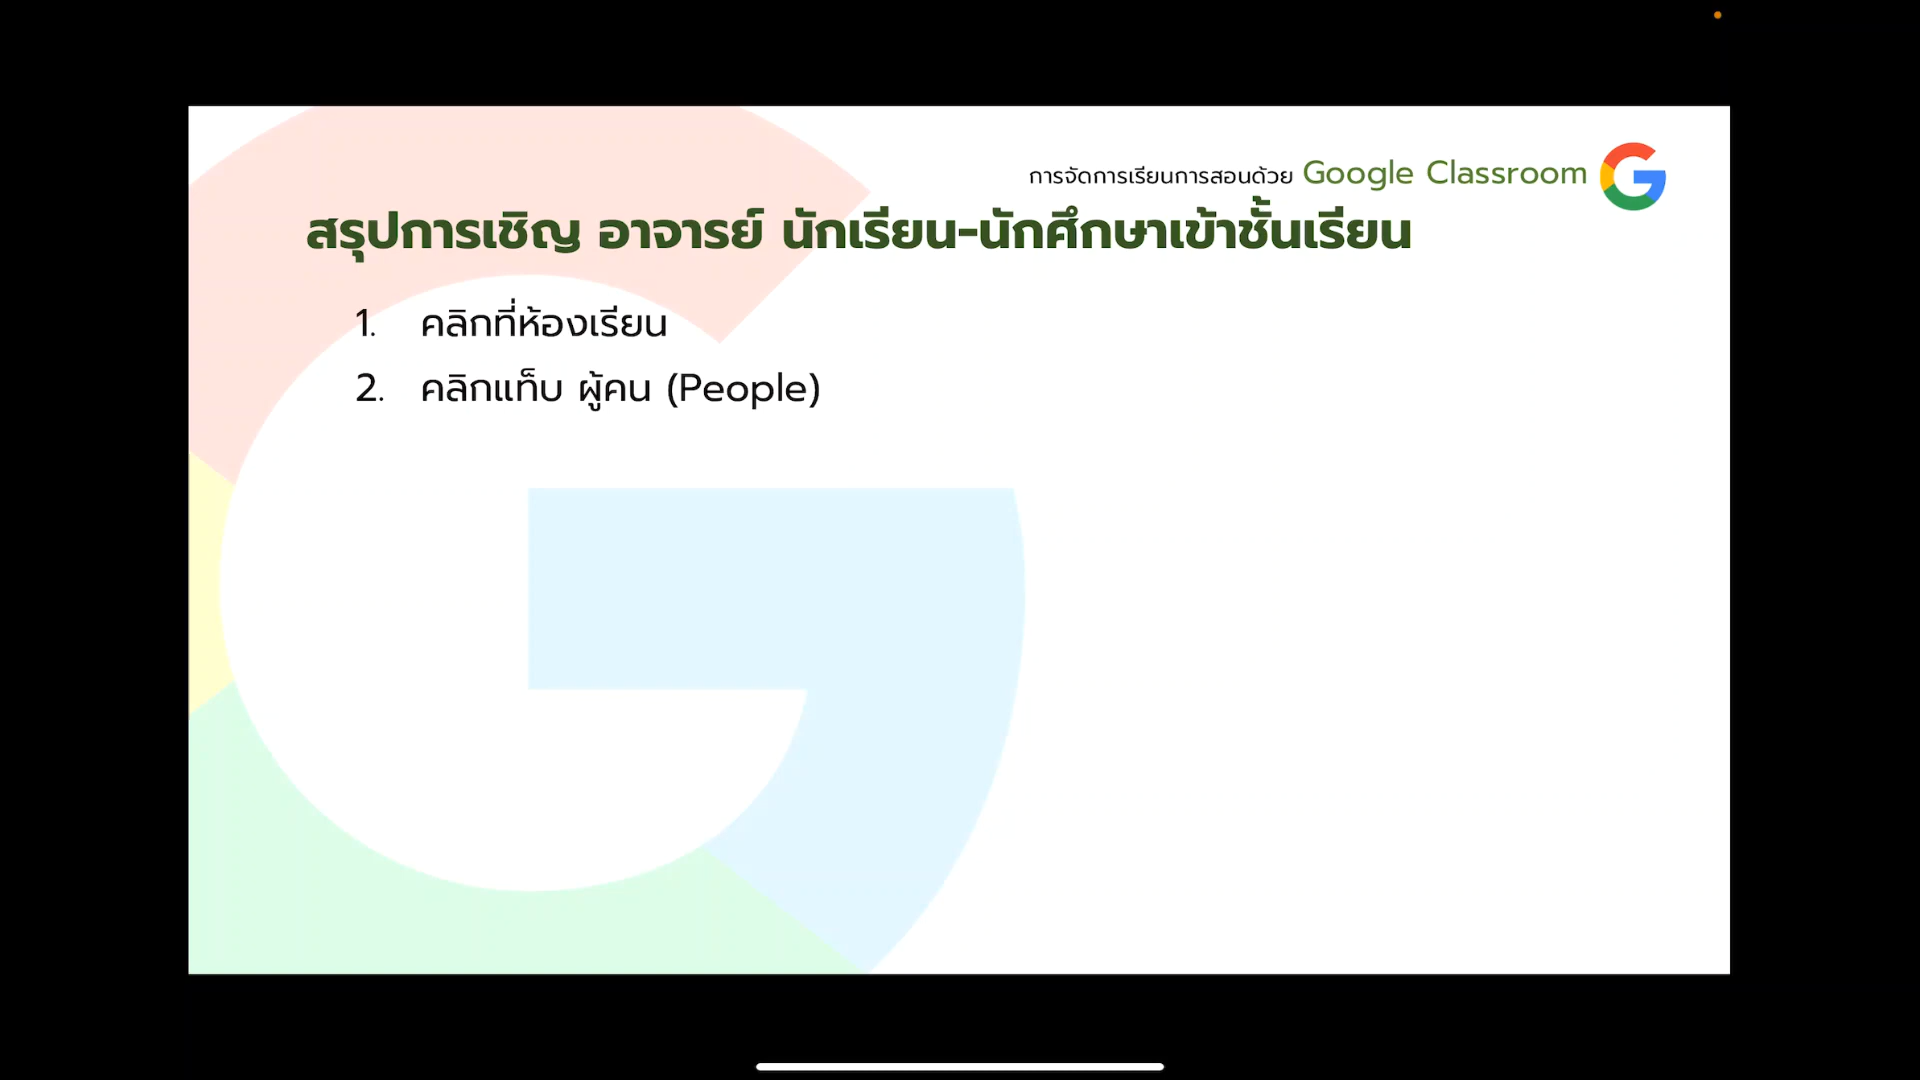 การจัดการเรียนการสอนด้วย Google Classroom
สรุปการเชิญ อาจารย์ นักเรียน-นักศึกษาเข้าชั้นเรียน
1. คลิกที่ห้องเรียน
2. คลิกแท็บ ผู้คน (People)